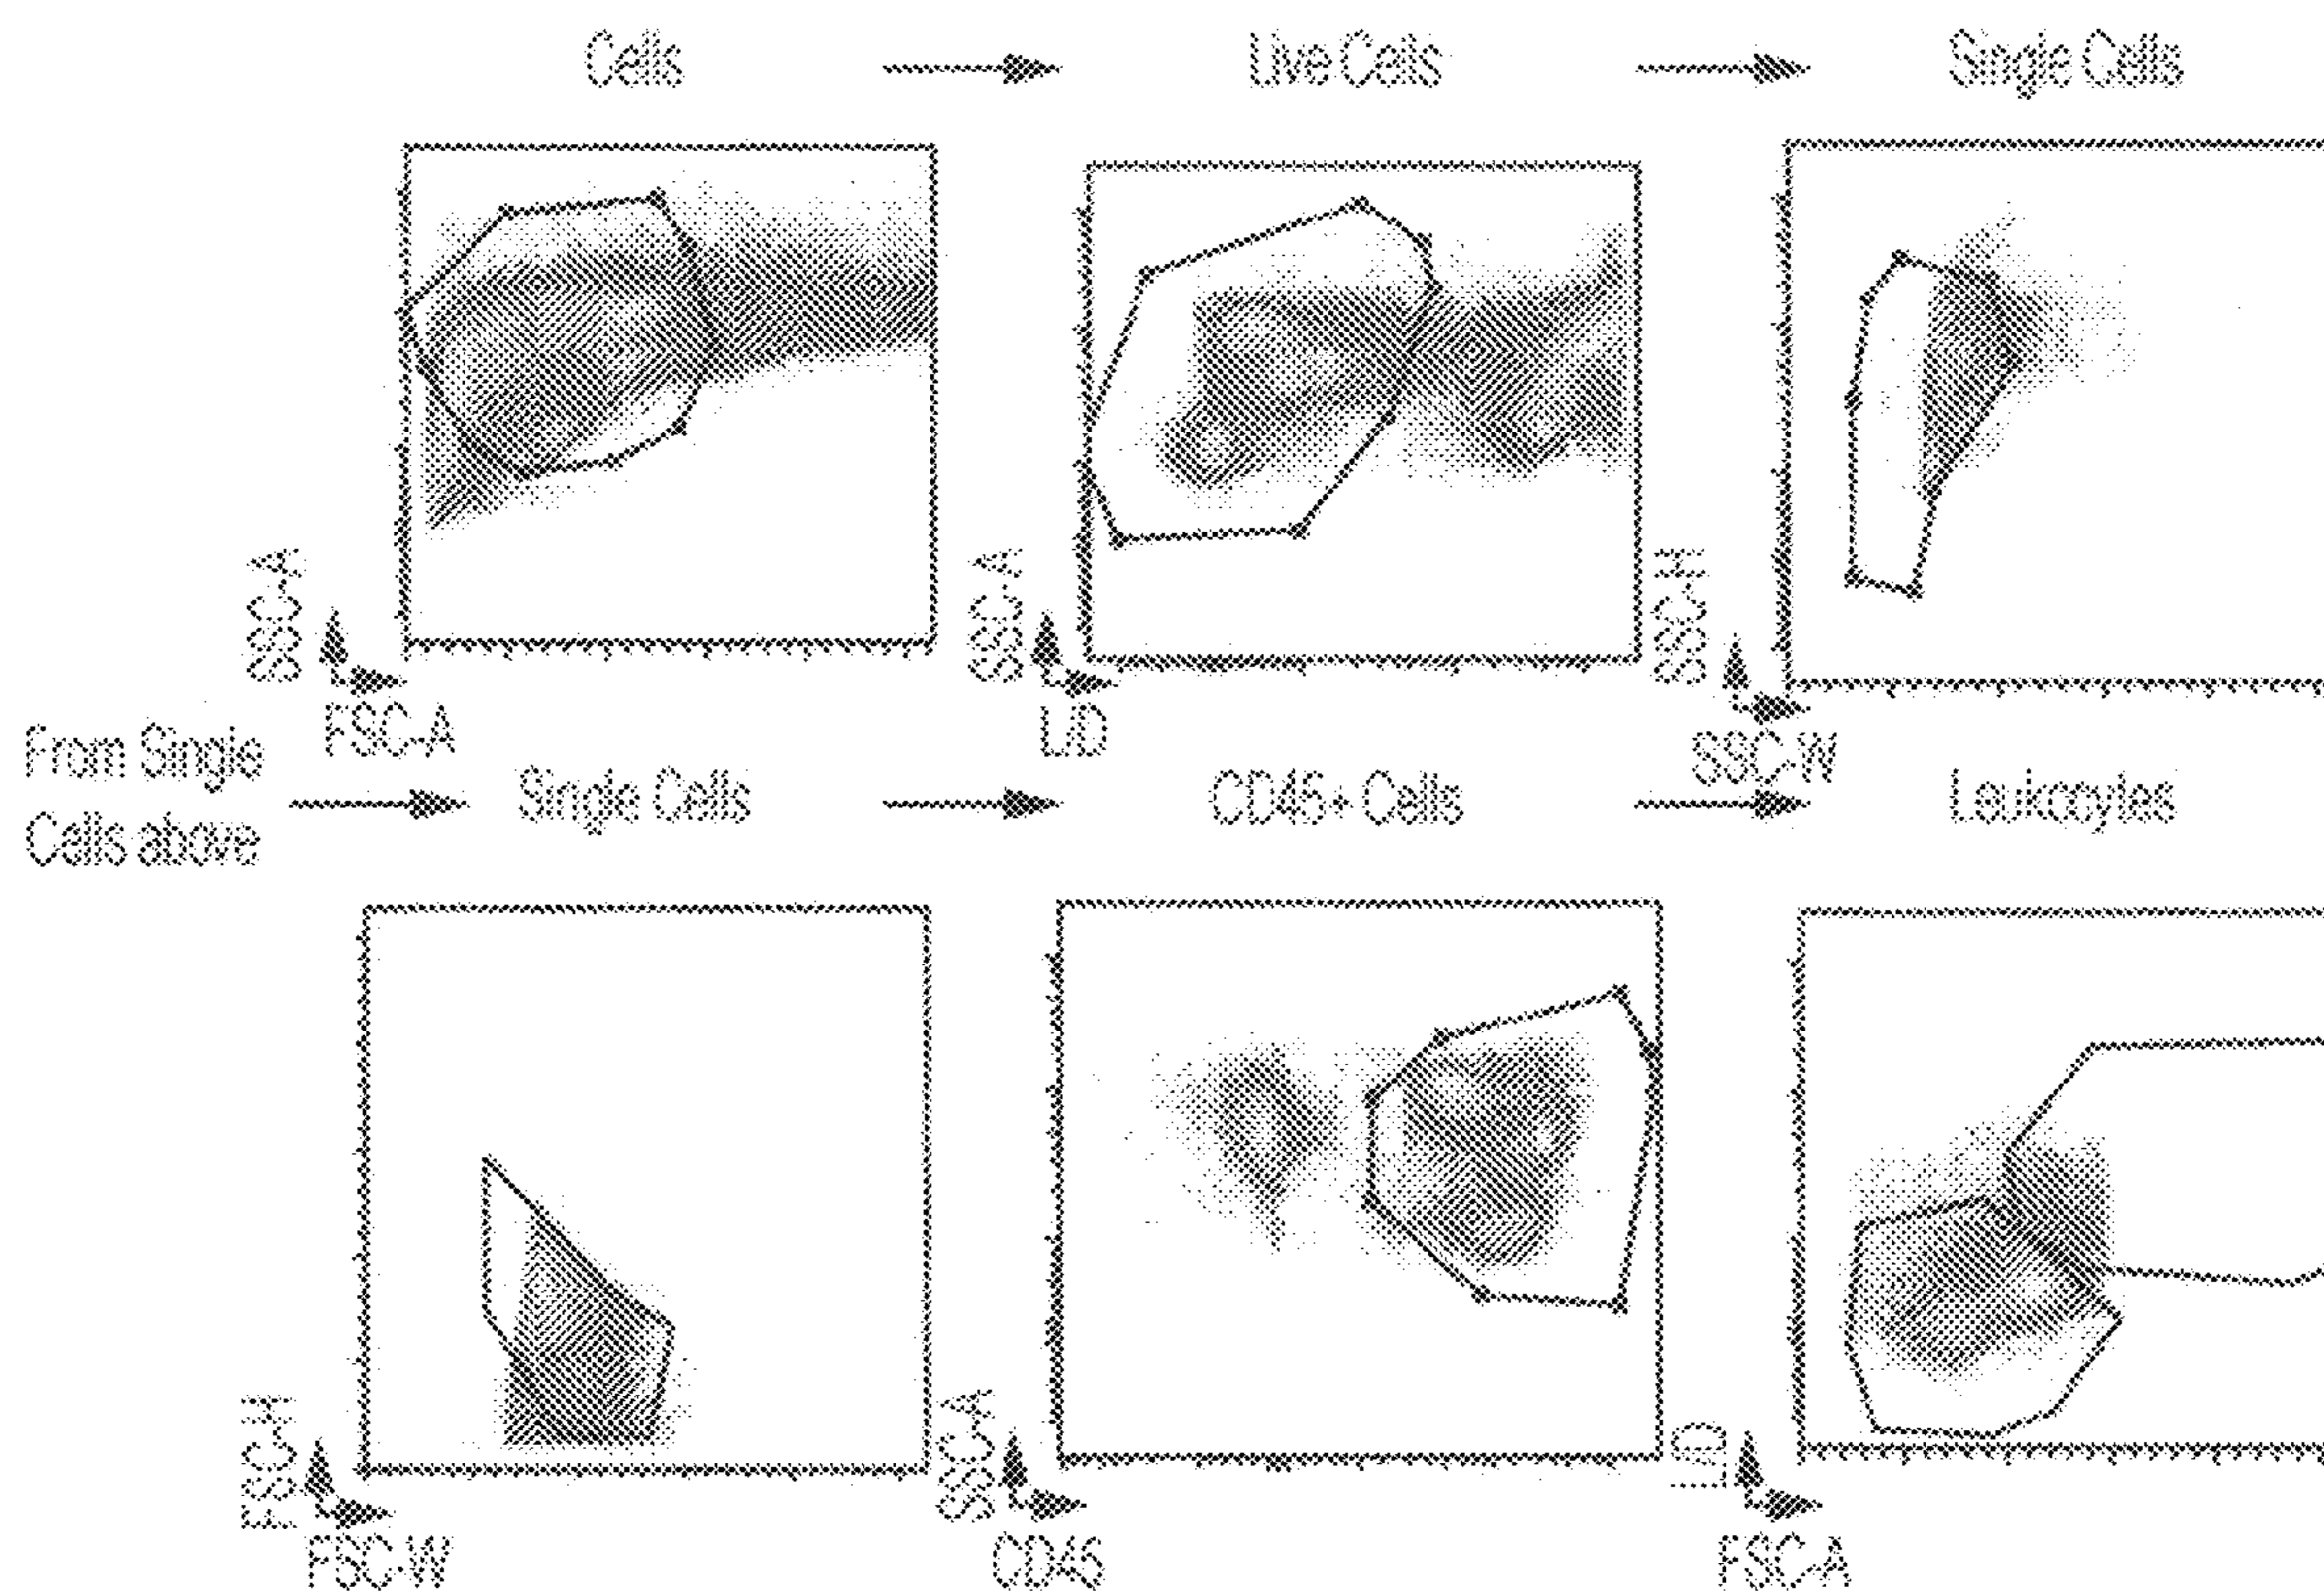 Cells
Live Cells
Single Cells
SSC-A
FSC-A
SSC-A
L/D
SSC-H
SSC-W
From Single
Cells above
Single Cells
CD45+ Cells
Leukocytes
FSC-H
FSC-W
SSC-A
CD45
L/D
FSC-A